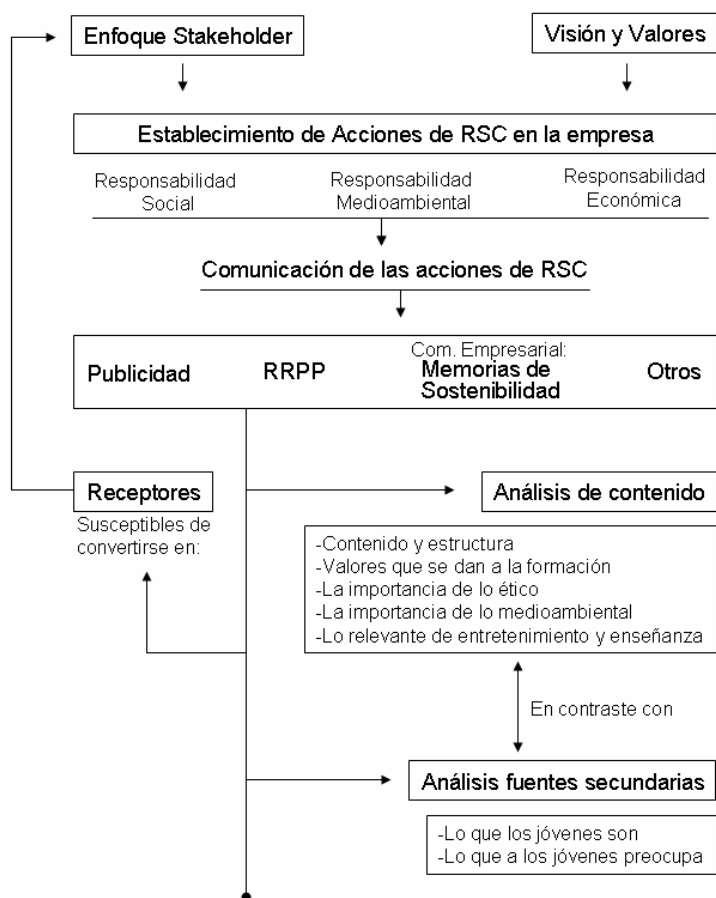 Enfoque Stakeholder
Visión y Valores
Establecimiento de Acciones de RSC en la empresa
Responsabilidad
Social
Responsabilidad
Medioambiental
Responsabilidad
Económica
Comunicación de las acciones de RSC
Publicidad
RRPP
Com. Empresarial:
Memorias de
Sostenibilidad
Otros
Receptores
Susceptibles de
convertirse en:
Análisis de contenido
-Contenido y estructura
-Valores que se dan a la formación
-La importancia de lo ético
-La importancia de lo medioambiental
-Lo relevante de entretenimiento y enseñanza
En contraste con
Análisis fuentes secundarias
-Lo que los jóvenes son
-Lo que a los jóvenes preocupa